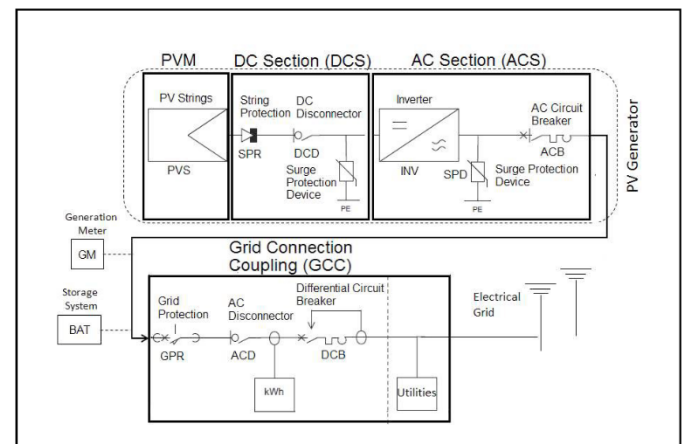 PVM
DC Section (DCS)
AC Section (ACS)
PV Strings
PVS
String
Protection
SPR
DC
Disconnector
DCD
Surge
Protection
Device
PE
Inverter
INV
SPD
Surge Protection
Device
PE
AC Circuit
Breaker
ACB
PV Generator
Generation
Meter
GM
Storage
System
BAT
Grid Connection
Coupling (GCC)
Grid
Protection
GPR
AC
Disconnector
ACD
kWh
Differential Circuit
Breaker
DCB
Utilities
Electrical
Grid